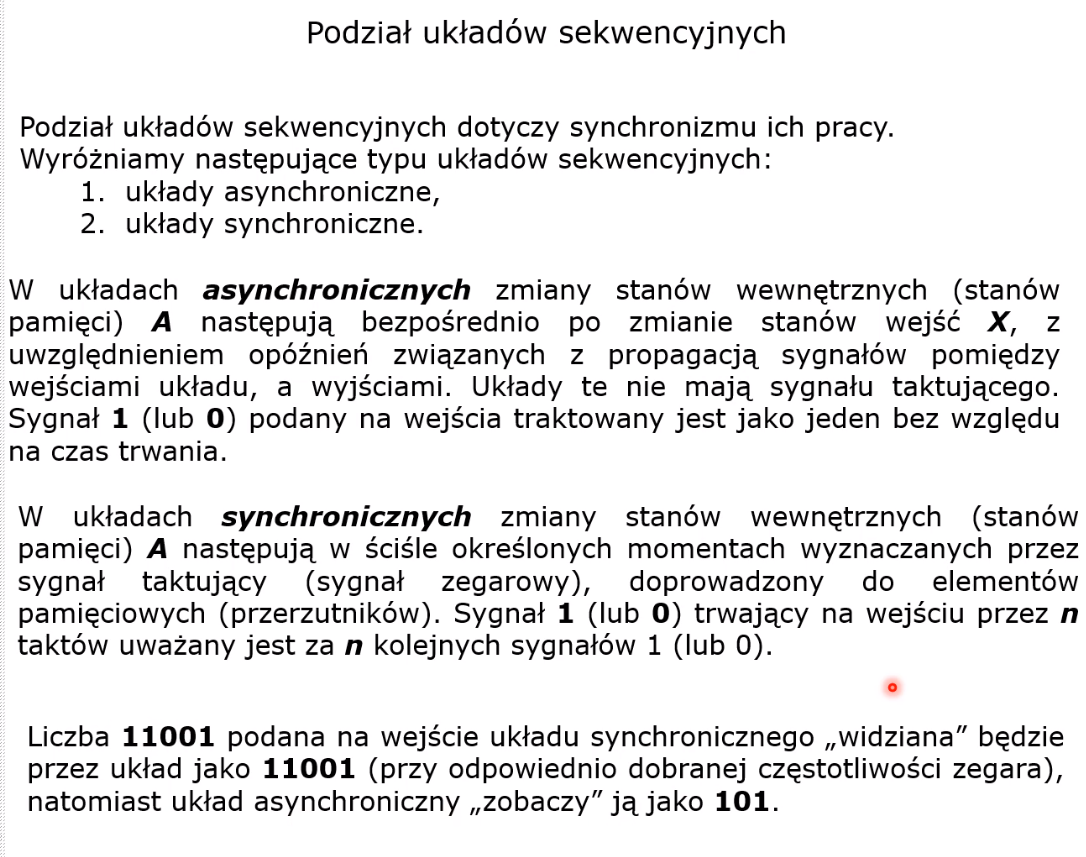 Podział układów sekwencyjnych
Podział układów sekwencyjnych dotyczy synchronizmu ich pracy.
Wyróżniamy następujące typu układów sekwencyjnych:
1. układy asynchroniczne,
2. układy synchroniczne.
W układach asynchronicznych zmiany stanów wewnętrznych (stanów
pamięci) A następują bezpośrednio po zmianie stanów wejść X, z
uwzględnieniem opóźnień związanych z propagacją sygnałów pomiędzy
wejściami układu, a wyjściami. Układy te nie mają sygnału taktującego.
Sygnał 1 (lub 0) podany na wejścia traktowany jest jako jeden bez względu
na czas trwania.
W układach synchronicznych zmiany stanów wewnętrznych (stanów
pamięci) A następują w ściśle określonych momentach wyznaczanych przez
sygnał taktujący (sygnał zegarowy), doprowadzony do elementów
pamięciowych (przerzutników). Sygnał 1 (lub 0) trwający na wejściu przez n
taktów uważany jest za n kolejnych sygnałów 1 (lub 0).
Liczba 11001 podana na wejście układu synchronicznego „widziana” będzie
przez układ jako 11001 (przy odpowiednio dobranej częstotliwości zegara),
natomiast układ asynchroniczny „zobaczy” ją jako 101.